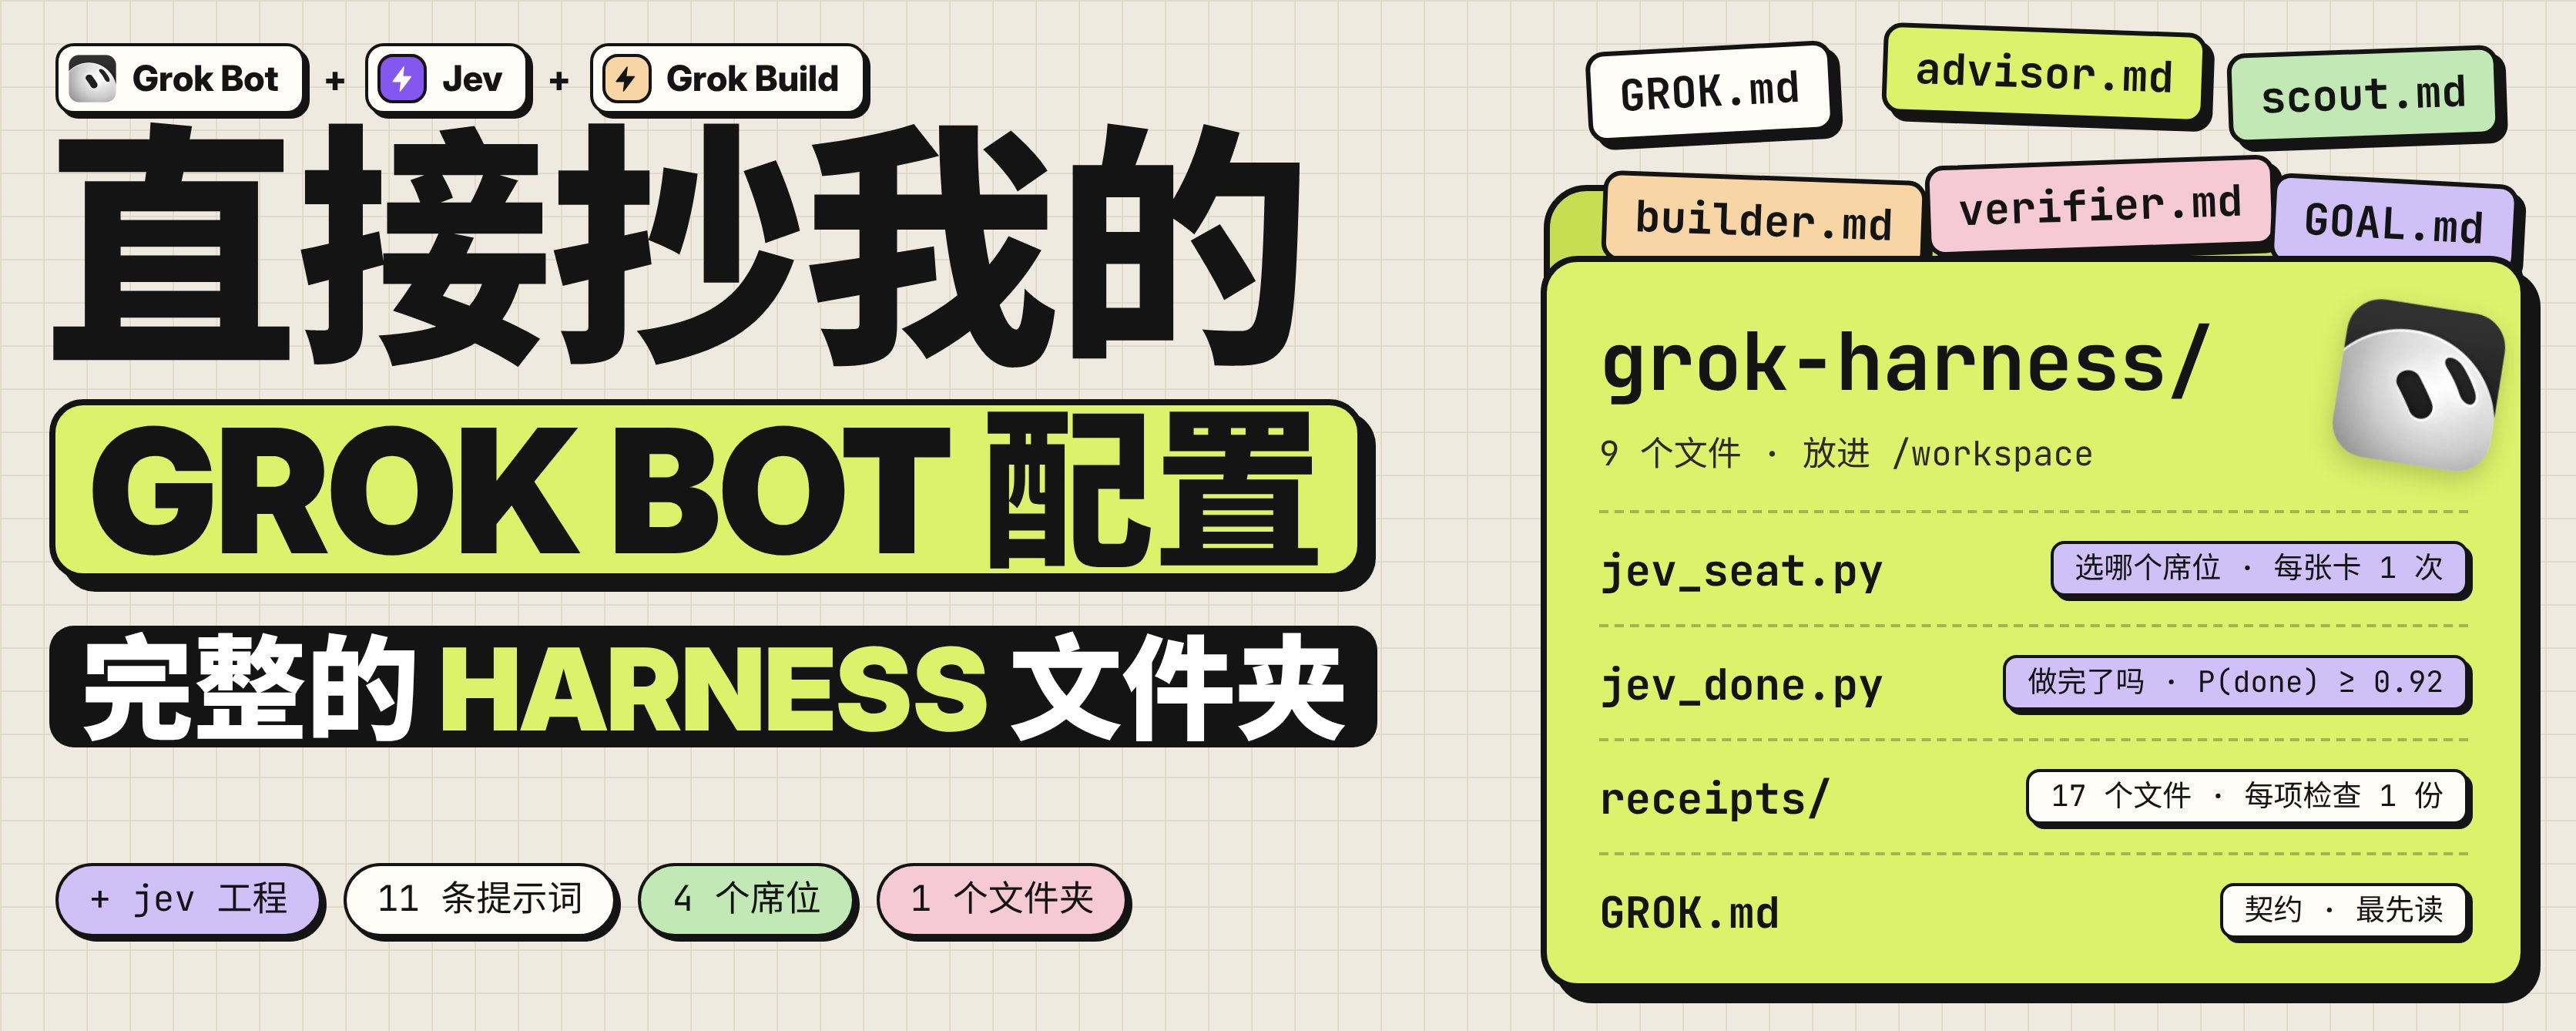 Grok Bot + Jev + Grok Build
直接抄我的
GROK BOT 配置
完整的 HARNESS 文件夹
+ jev 工程
11 条提示词
4 个席位
1 个文件夹
GROK.md
advisor.md
scout.md
builder.md
verifier.md
GOAL.md
grok-harness/
9 个文件 · 放进 /workspace
jev_seat.py
选哪个席位 · 每张卡 1 次
jev_done.py
做完了吗 · P(done) ≥ 0.92
receipts/
17 个文件 · 每项检查 1 份
GROK.md
契约 · 最先读